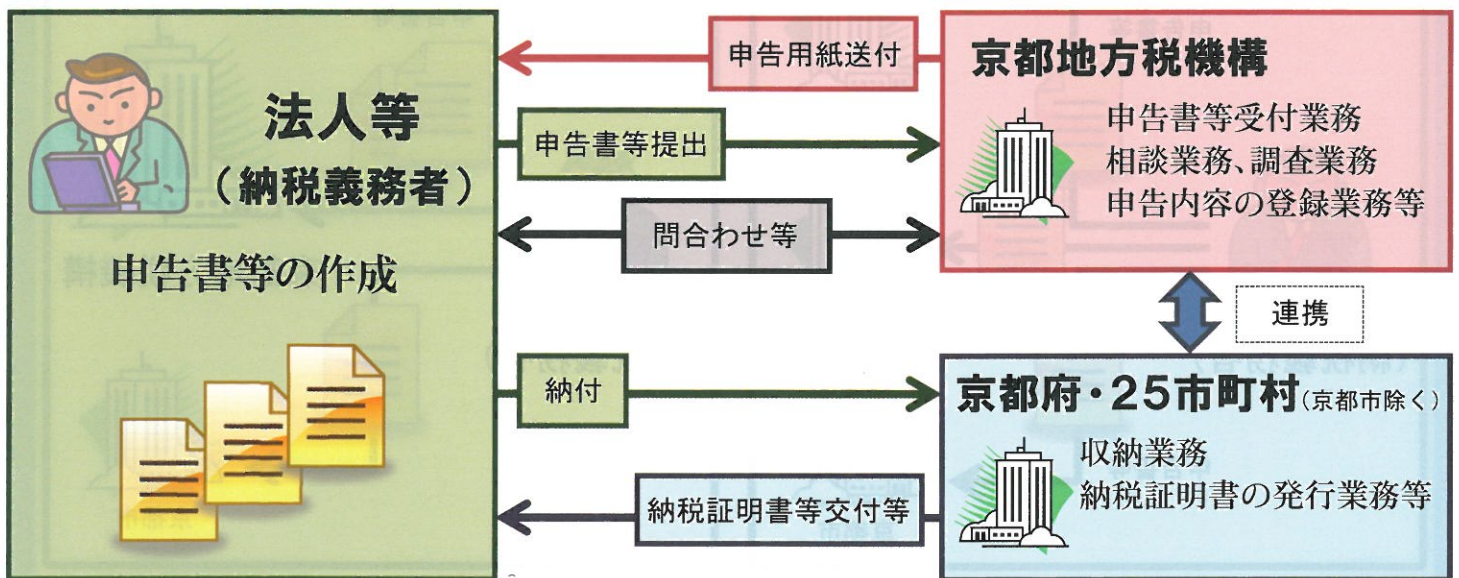 法人等
(納税義務者)
申告書等の作成
申告用紙送付
申告書等提出
問合わせ等
納付
納税証明書等交付等
京都地方税機構
申告書等受付業務
相談業務、調査業務
申告内容の登録業務等
連携
京都府・25市町村(京都市除く)
収納業務
納税証明書の発行業務等